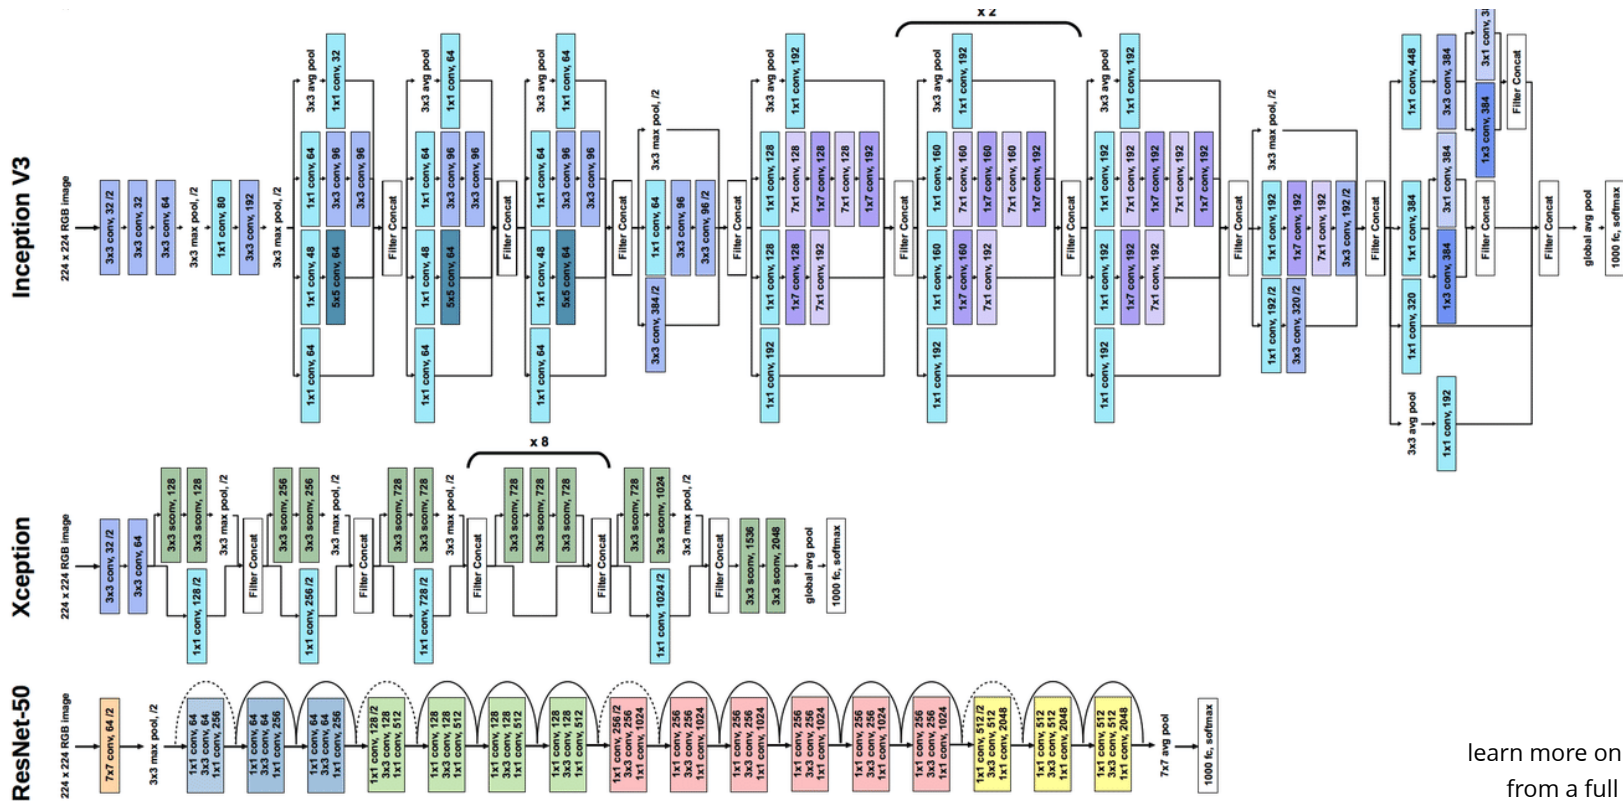 Inception V3
224 x 224 RGB image
3x3 conv, 32 /2
3x3 conv, 32
3x3 conv, 64
3x3 max pool, /2
1x1 conv, 80
3x3 conv, 192
3x3 max pool, /2
3x3 avg pool
1x1 conv, 32
1x1 conv, 64
3x3 conv, 96
3x3 conv, 96
1x1 conv, 48
5x5 conv, 64
1x1 conv, 64
Filter Concat
3x3 avg pool
1x1 conv, 64
1x1 conv, 64
3x3 conv, 96
3x3 conv, 96
1x1 conv, 48
5x5 conv, 64
1x1 conv, 64
Filter Concat
3x3 avg pool
1x1 conv, 64
1x1 conv, 64
3x3 conv, 96
3x3 conv, 96
1x1 conv, 48
5x5 conv, 64
1x1 conv, 64
Filter Concat
3x3 max pool, /2
1x1 conv, 64
3x3 conv, 96
3x3 conv, 96 /2
3x3 conv, 384 /2
Filter Concat
3x3 avg pool
1x1 conv, 192
1x1 conv, 128
7x1 conv, 128
1x7 conv, 128
7x1 conv, 128
1x7 conv, 192
1x1 conv, 128
1x7 conv, 128
7x1 conv, 192
1x1 conv, 192
Filter Concat
x 2
3x3 avg pool
1x1 conv, 192
1x1 conv, 160
7x1 conv, 160
1x7 conv, 160
7x1 conv, 160
1x7 conv, 192
1x1 conv, 160
1x7 conv, 160
7x1 conv, 192
1x1 conv, 192
Filter Concat
3x3 avg pool
1x1 conv, 192
1x1 conv, 192
7x1 conv, 192
1x7 conv, 192
7x1 conv, 192
1x7 conv, 192
1x1 conv, 192
1x7 conv, 192
7x1 conv, 192
1x1 conv, 192
Filter Concat
3x3 max pool, /2
1x1 conv, 192
1x7 conv, 192
7x1 conv, 192
3x3 conv, 192 /2
1x1 conv, 192 /2
3x3 conv, 320 /2
Filter Concat
1x1 conv, 448
3x3 conv, 384
3x1 conv,
1x3 conv, 384
Filter Concat
1x1 conv, 384
3x1 conv, 384
1x3 conv, 384
Filter Concat
1x1 conv, 320
3x3 avg pool
1x1 conv, 192
Filter Concat
global avg pool
1000 fc, softmax
Xception
224 x 224 RGB image
3x3 conv, 32 /2
3x3 conv, 64
3x3 sconv, 128
3x3 sconv, 128
3x3 max pool, /2
1x1 conv, 128 /2
Filter Concat
3x3 sconv, 256
3x3 sconv, 256
3x3 max pool, /2
1x1 conv, 256 /2
Filter Concat
3x3 sconv, 728
3x3 sconv, 728
3x3 max pool, /2
1x1 conv, 728 /2
Filter Concat
x 8
3x3 sconv, 728
3x3 sconv, 728
3x3 sconv, 728
Filter Concat
3x3 sconv, 728
3x3 sconv, 1024
3x3 max pool, /2
1x1 conv, 1024 /2
Filter Concat
3x3 sconv, 1536
3x3 sconv, 2048
global avg pool
1000 fc, softmax
ResNet-50
224 x 224 RGB image
7x7 conv, 64 /2
3x3 max pool, /2
1x1 conv, 64
3x3 conv, 64
1x1 conv, 256
1x1 conv, 64
3x3 conv, 64
1x1 conv, 256
1x1 conv, 64
3x3 conv, 64
1x1 conv, 256
1x1 conv, 128 /2
3x3 conv, 128
1x1 conv, 512
1x1 conv, 128
3x3 conv, 128
1x1 conv, 512
1x1 conv, 128
3x3 conv, 128
1x1 conv, 512
1x1 conv, 128
3x3 conv, 128
1x1 conv, 512
1x1 conv, 256 /2
3x3 conv, 256
1x1 conv, 1024
1x1 conv, 256
3x3 conv, 256
1x1 conv, 1024
1x1 conv, 256
3x3 conv, 256
1x1 conv, 1024
1x1 conv, 256
3x3 conv, 256
1x1 conv, 1024
1x1 conv, 256
3x3 conv, 256
1x1 conv, 1024
1x1 conv, 256
3x3 conv, 256
1x1 conv, 1024
1x1 conv, 512 /2
3x3 conv, 512
1x1 conv, 2048
1x1 conv, 512
3x3 conv, 512
1x1 conv, 2048
1x1 conv, 512
3x3 conv, 512
1x1 conv, 2048
7x7 avg pool
1000 fc, softmax
learn more on
from a full